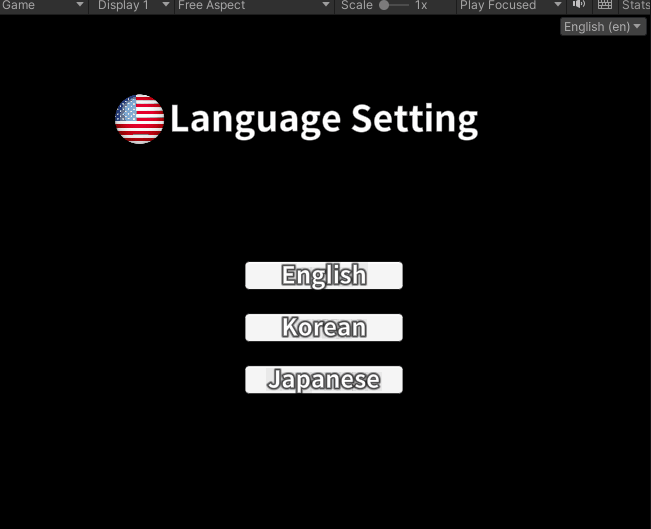 Game Display 1 Free Aspect Scale 1x Play Focused Stats
English (en)
Language Setting
English
Korean
Japanese